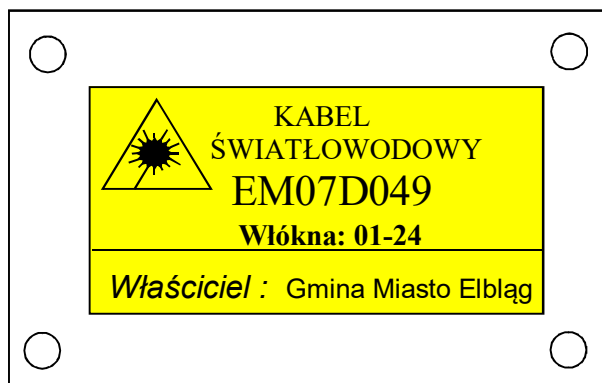 KABEL
ŚWIATŁOWODOWY
EM07D049
Włókna: 01-24
Właściciel : Gmina Miasto Elbląg